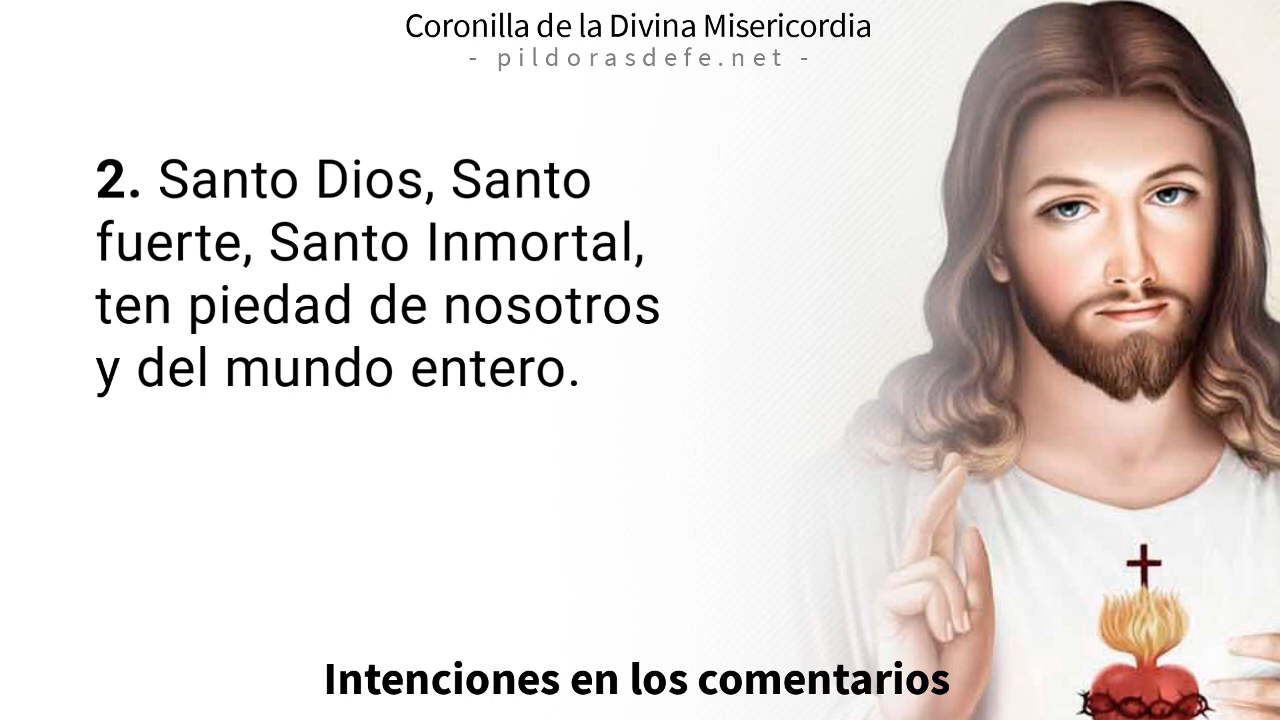 Coronilla de la Divina Misericordia
- pildorasdefe.net -
2. Santo Dios, Santo
fuerte, Santo Inmortal,
ten piedad de nosotros
y del mundo entero.
Intenciones en los comentarios